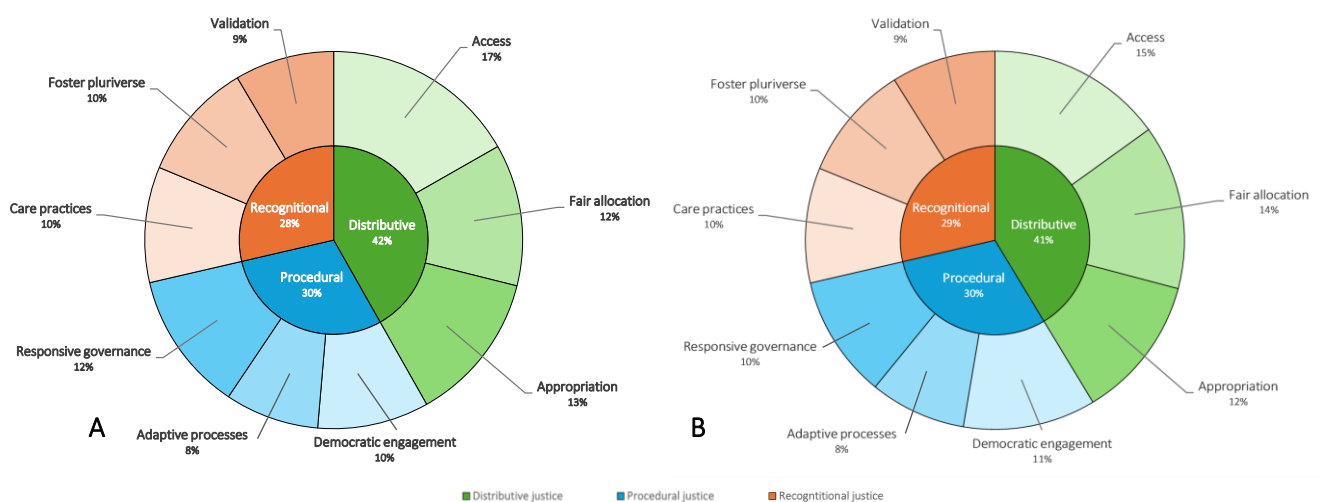 Validation
9%
Access
17%
Foster pluriverse
10%
Fair allocation
12%
Care practices
10%
Recognitional
28%
Distributive
42%
Procedural
30%
Responsive governance
12%
Appropriation
13%
Adaptive processes
8%
Democratic engagement
10%
A
Validation
9%
Access
15%
Foster pluriverse
10%
Fair allocation
14%
Care practices
10%
Recognitional
29%
Distributive
41%
Procedural
30%
Responsive governance
10%
Appropriation
12%
Adaptive processes
8%
Democratic engagement
11%
B
Distributive justice
Procedural justice
Recogntitional justice